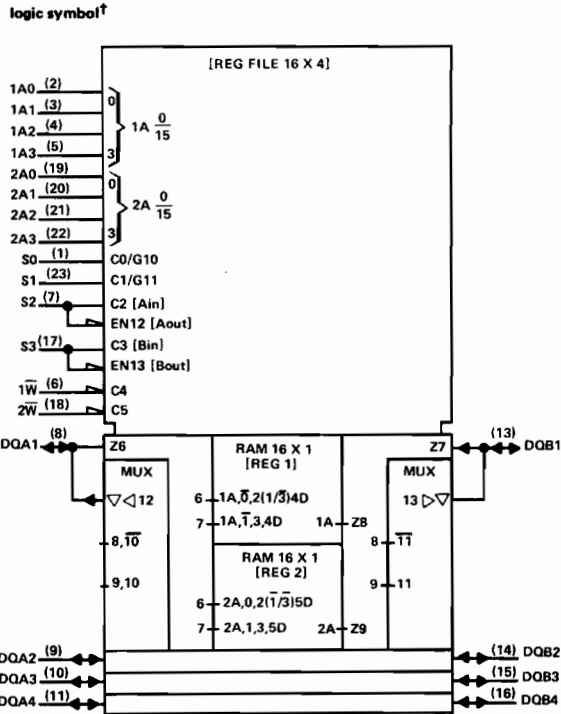 logic symbol†
[REG FILE 16 X 4]
1A0 (2)
0
1A1 (3)
1A 0/15
1A2 (4)
1A3 (5)
3
2A0 (19)
0
2A1 (20)
2A 0/15
2A2 (21)
2A3 (22)
3
S0 (1) C0/G10
S1 (23) C1/G11
S2 (7) C2 [Ain]
EN12 [Aout]
S3 (17) C3 [Bin]
EN13 [Bout]
1W̅ (6) C4
2W̅ (18) C5
DQA1 (8) Z6
RAM 16 X 1
[REG 1]
Z7 (13) DQB1
MUX
▽◁ 12
8,1̅0̅
9,10
6 1A,0̅,2(1/3̅)4D
7 1A,1̅,3,4D
1A Z8
RAM 16 X 1
[REG 2]
6 2A,0,2(1̅/3̅)5D
7 2A,1,3,5D
2A Z9
MUX
13 ▷▽
8 1̅1̅
9 11
DQA2 (9) (14) DQB2
DQA3 (10) (15) DQB3
DQA4 (11) (16) DQB4